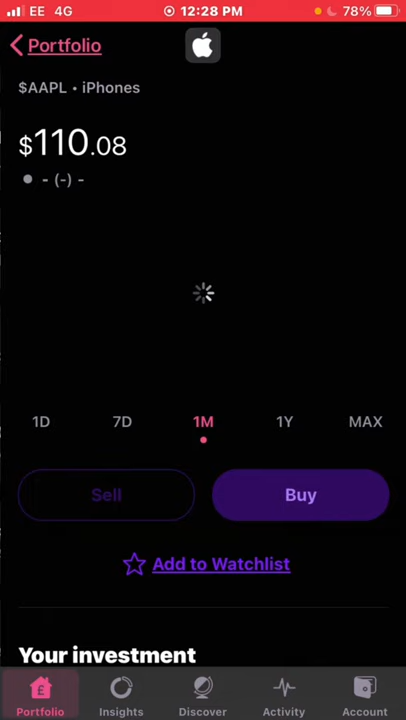 EE 4G 12:28 PM 78%
Portfolio
$AAPL • iPhones
$110.08
- (-) -
1D 7D 1M 1Y MAX
Sell Buy
Add to Watchlist
Your investment
£
Portfolio Insights Discover Activity Account